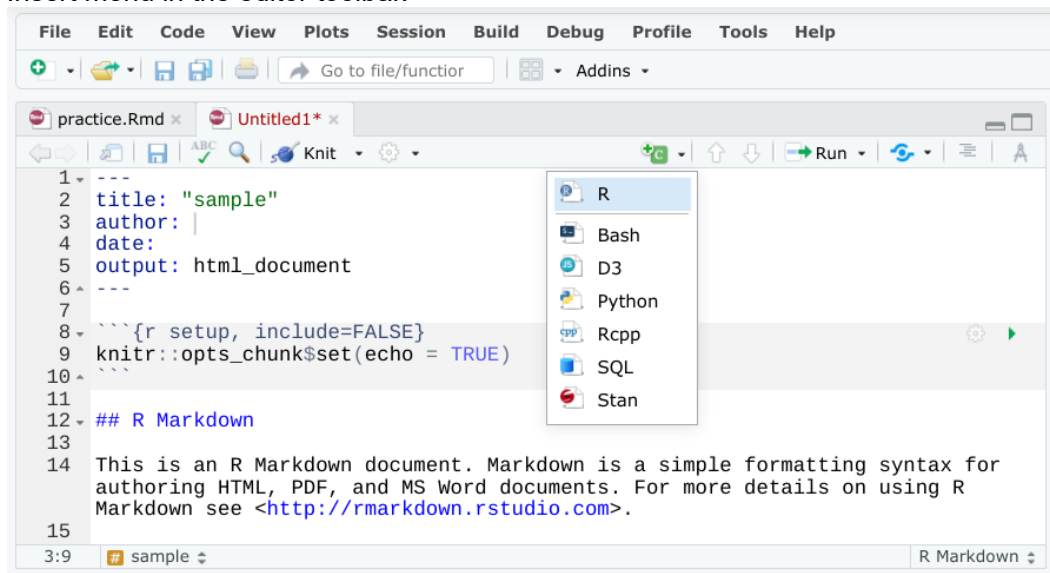 insert menu in the editor toolbar.
File Edit Code View Plots Session Build Debug Profile Tools Help
Go to file/function Addins
practice.Rmd × Untitled1* ×
ABC Knit Run
1 ---
2 title: "sample"
3 author:
4 date:
5 output: html_document
6 ---
7
8 ```{r setup, include=FALSE}
9 knitr::opts_chunk$set(echo = TRUE)
10 ```
11
12 ## R Markdown
13
14 This is an R Markdown document. Markdown is a simple formatting syntax for
authoring HTML, PDF, and MS Word documents. For more details on using R
Markdown see <http://rmarkdown.rstudio.com>.
15
R
Bash
D3
Python
Rcpp
SQL
Stan
3:9 # sample R Markdown